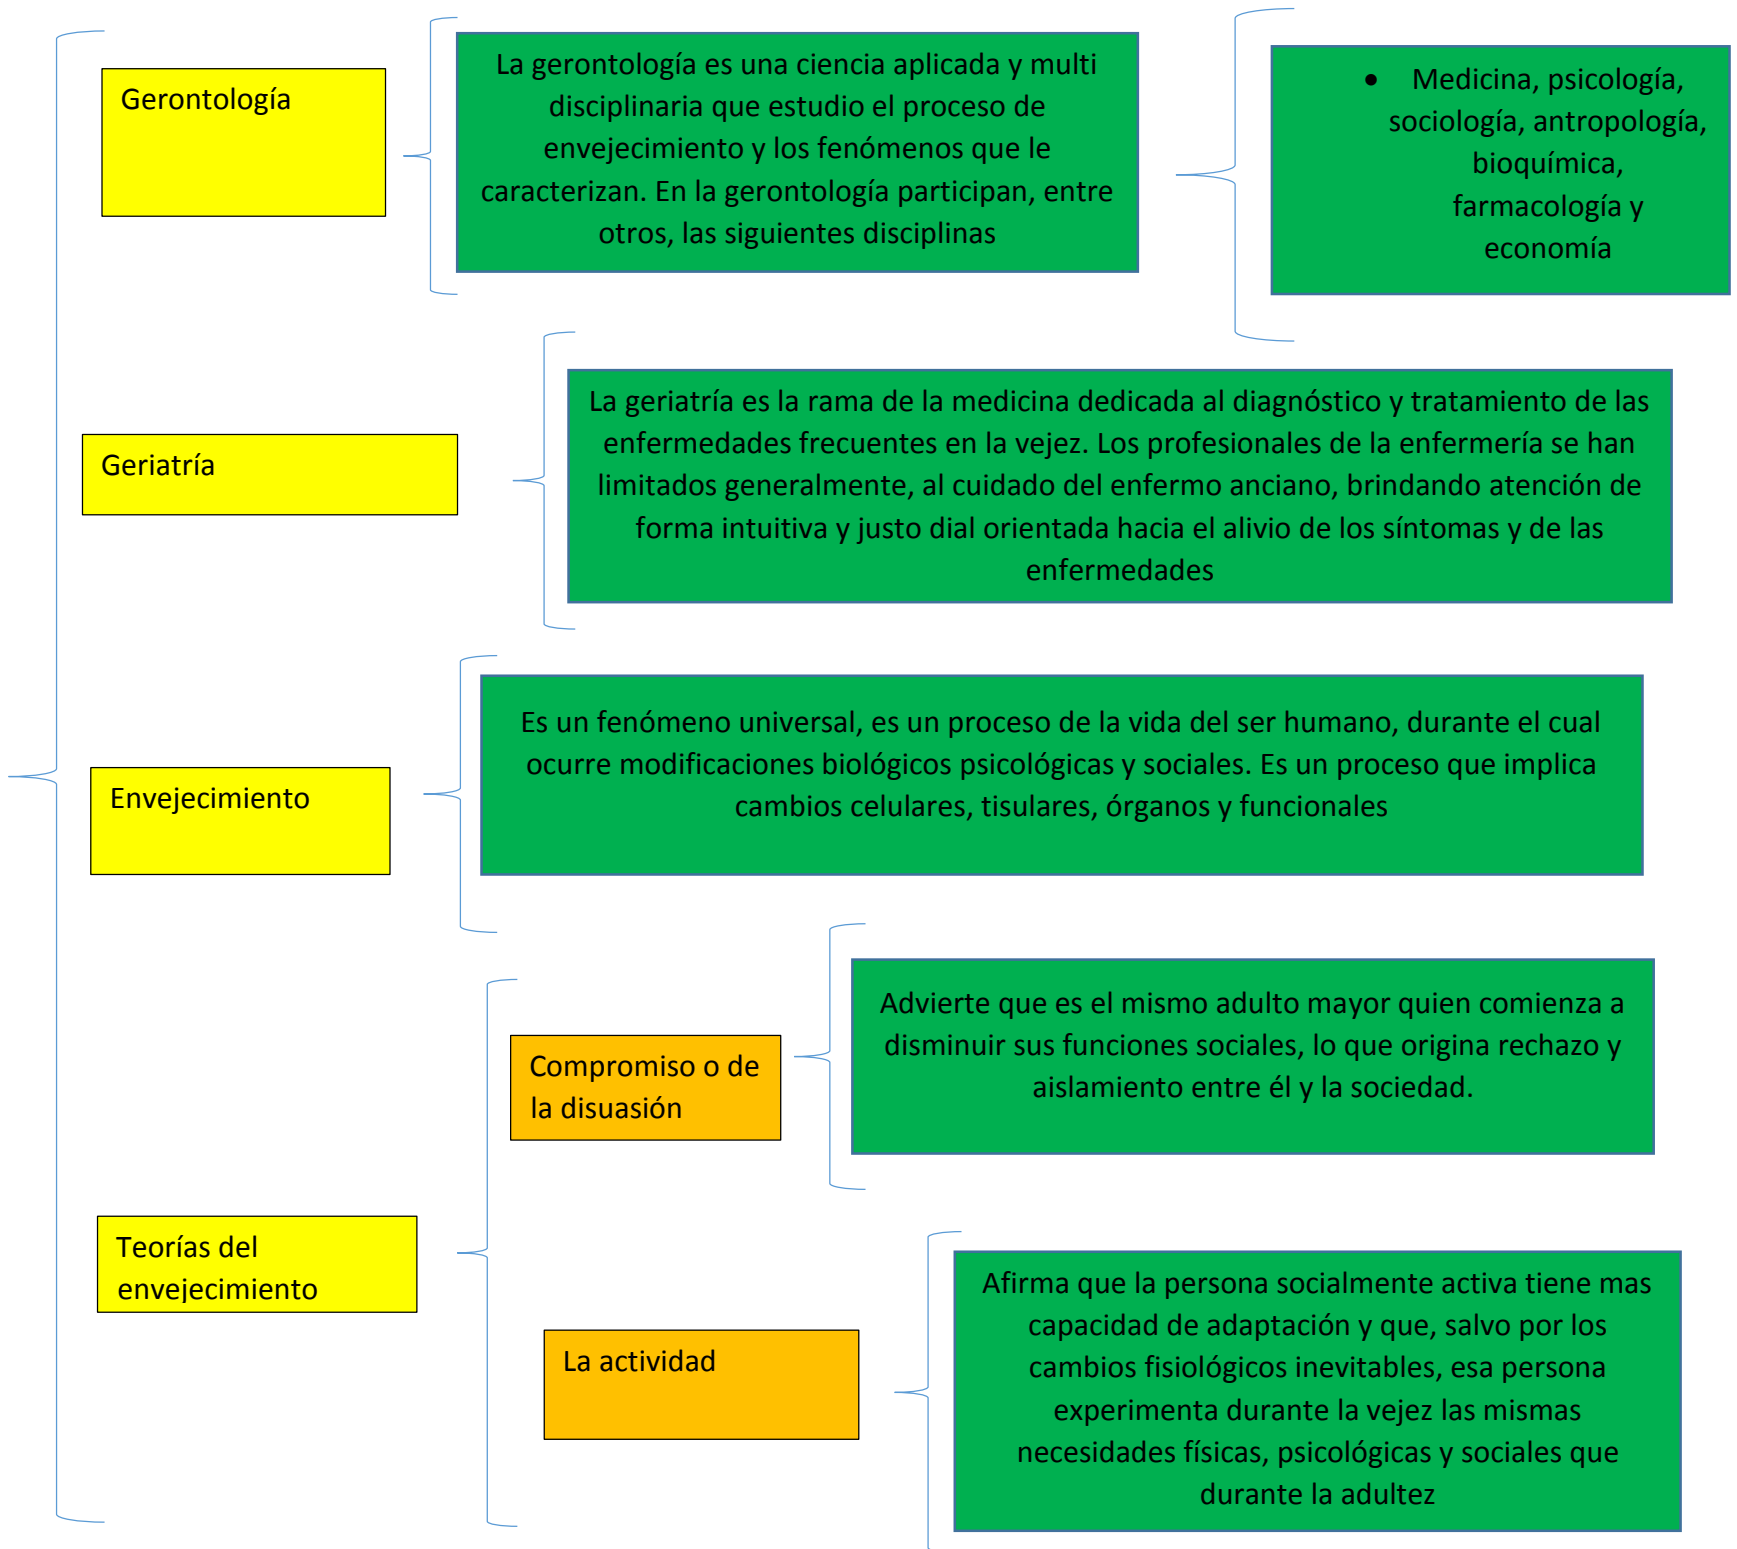 Gerontología
La gerontología es una ciencia aplicada y multi
disciplinaria que estudio el proceso de
envejecimiento y los fenómenos que le
caracterizan. En la gerontología participan, entre
otros, las siguientes disciplinas
• Medicina, psicología,
sociología, antropología,
bioquímica,
farmacología y
economía
Geriatría
La geriatría es la rama de la medicina dedicada al diagnóstico y tratamiento de las
enfermedades frecuentes en la vejez. Los profesionales de la enfermería se han
limitados generalmente, al cuidado del enfermo anciano, brindando atención de
forma intuitiva y justo dial orientada hacia el alivio de los síntomas y de las
enfermedades
Envejecimiento
Es un fenómeno universal, es un proceso de la vida del ser humano, durante el cual
ocurre modificaciones biológicos psicológicas y sociales. Es un proceso que implica
cambios celulares, tisulares, órganos y funcionales
Teorías del
envejecimiento
Compromiso o de
la disuasión
Advierte que es el mismo adulto mayor quien comienza a
disminuir sus funciones sociales, lo que origina rechazo y
aislamiento entre él y la sociedad.
La actividad
Afirma que la persona socialmente activa tiene mas
capacidad de adaptación y que, salvo por los
cambios fisiológicos inevitables, esa persona
experimenta durante la vejez las mismas
necesidades físicas, psicológicas y sociales que
durante la adultez